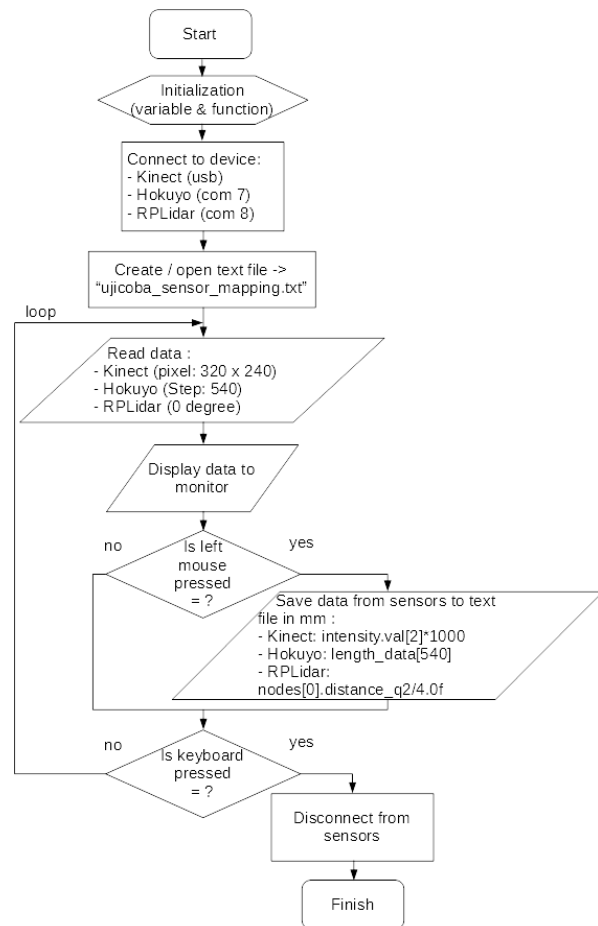 Start
Initialization
(variable & function)
Connect to device:
- Kinect (usb)
- Hokuyo (com 7)
- RPLidar (com 8)
Create / open text file ->
“ujicoba_sensor_mapping.txt”
loop
Read data :
- Kinect (pixel: 320 x 240)
- Hokuyo (Step: 540)
- RPLidar (0 degree)
Display data to
monitor
no
Is left
mouse
pressed
= ?
yes
Save data from sensors to text
file in mm :
- Kinect: intensity.val[2]*1000
- Hokuyo: length_data[540]
- RPLidar:
nodes[0].distance_q2/4.0f
no
Is keyboard
pressed
= ?
yes
Disconnect from
sensors
Finish